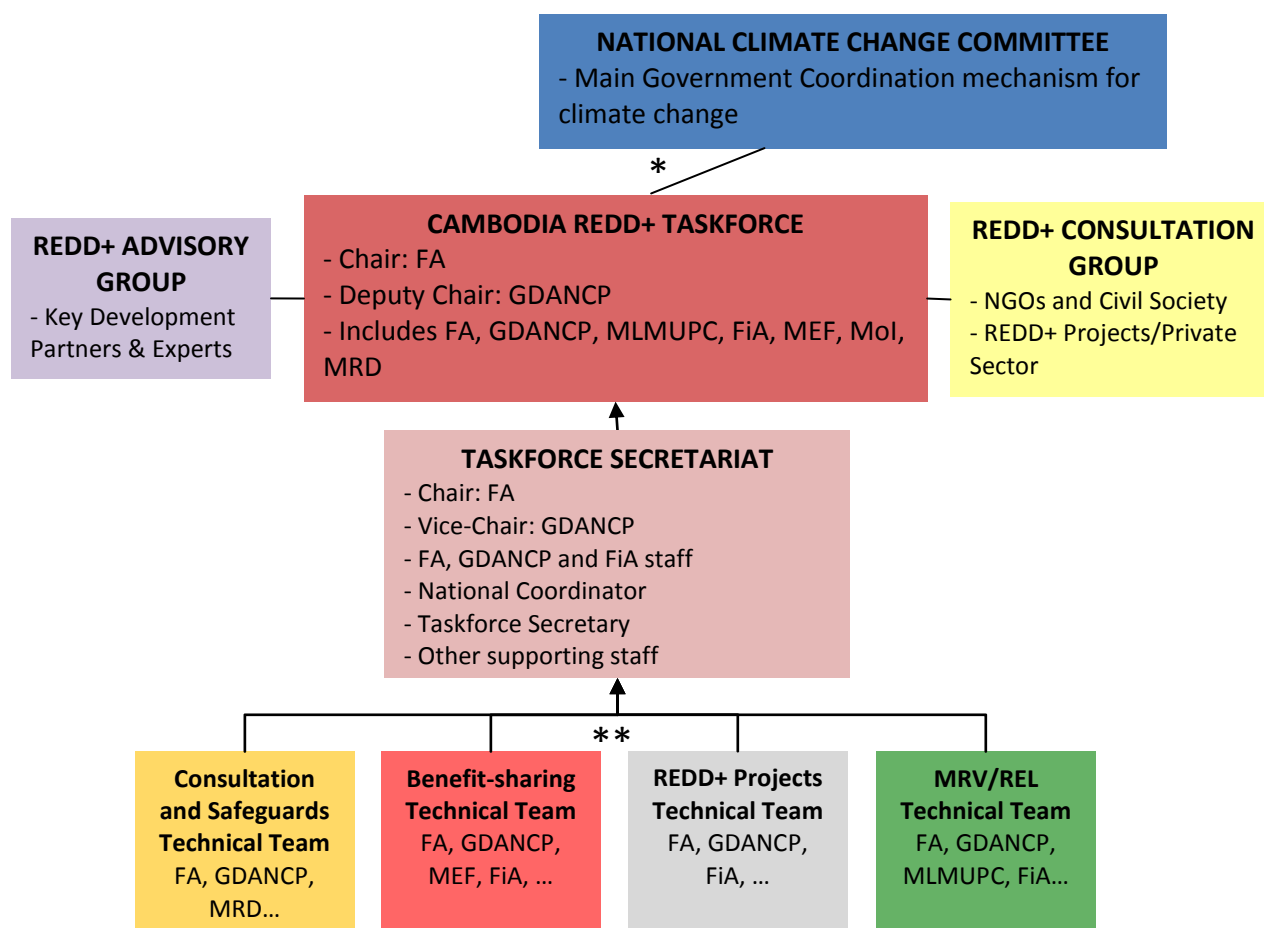 NATIONAL CLIMATE CHANGE COMMITTEE
- Main Government Coordination mechanism for
climate change
*
CAMBODIA REDD+ TASKFORCE
- Chair: FA
- Deputy Chair: GDANCP
- Includes FA, GDANCP, MLMUPC, FiA, MEF, MoI,
MRD
REDD+ ADVISORY
GROUP
- Key Development
Partners & Experts
REDD+ CONSULTATION
GROUP
- NGOs and Civil Society
- REDD+ Projects/Private
Sector
TASKFORCE SECRETARIAT
- Chair: FA
- Vice-Chair: GDANCP
- FA, GDANCP and FiA staff
- National Coordinator
- Taskforce Secretary
- Other supporting staff
**
Consultation
and Safeguards
Technical Team
FA, GDANCP,
MRD…
Benefit-sharing
Technical Team
FA, GDANCP,
MEF, FiA, …
REDD+ Projects
Technical Team
FA, GDANCP,
FiA, …
MRV/REL
Technical Team
FA, GDANCP,
MLMUPC, FiA…